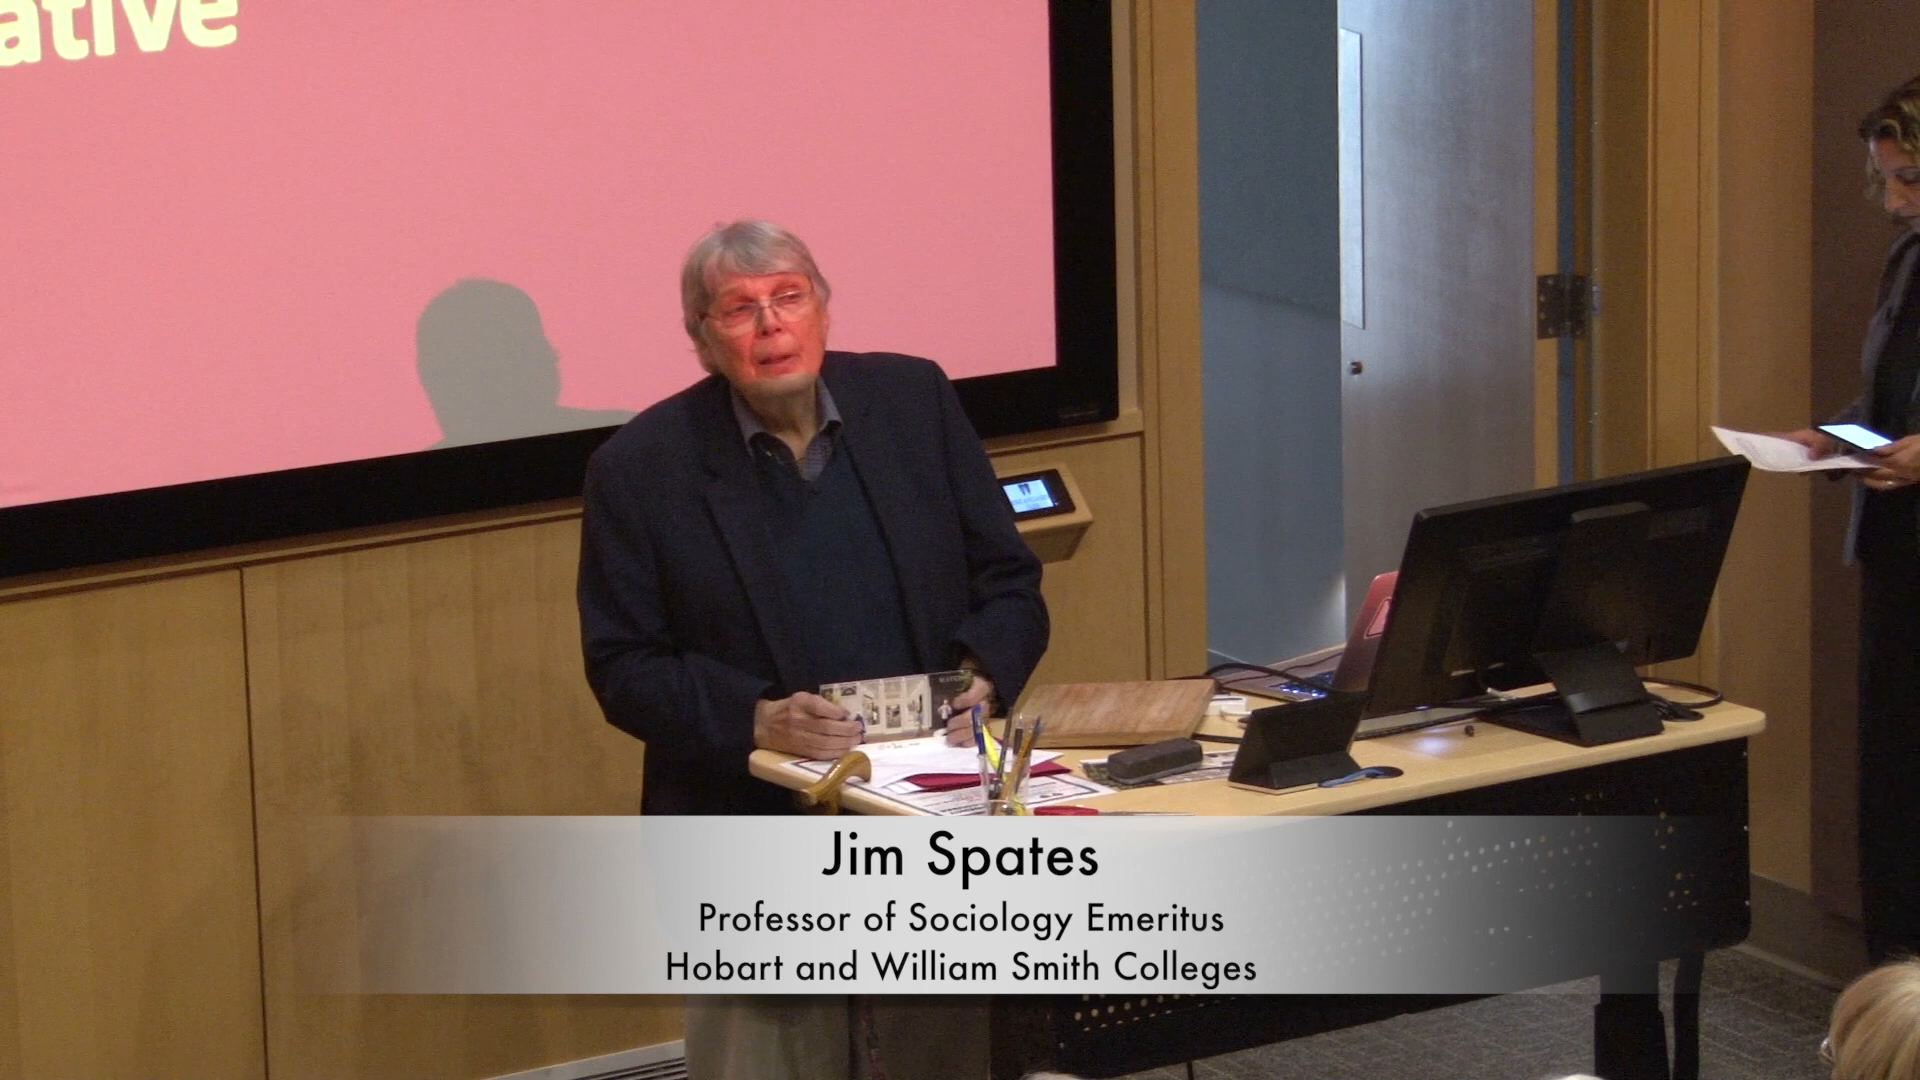 ative
Jim Spates
Professor of Sociology Emeritus
Hobart and William Smith Colleges